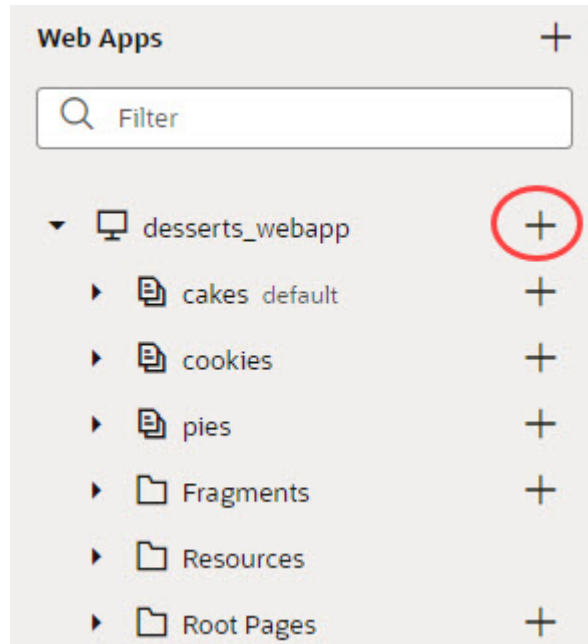 Web Apps
Filter
desserts_webapp
cakes default
cookies
pies
Fragments
Resources
Root Pages